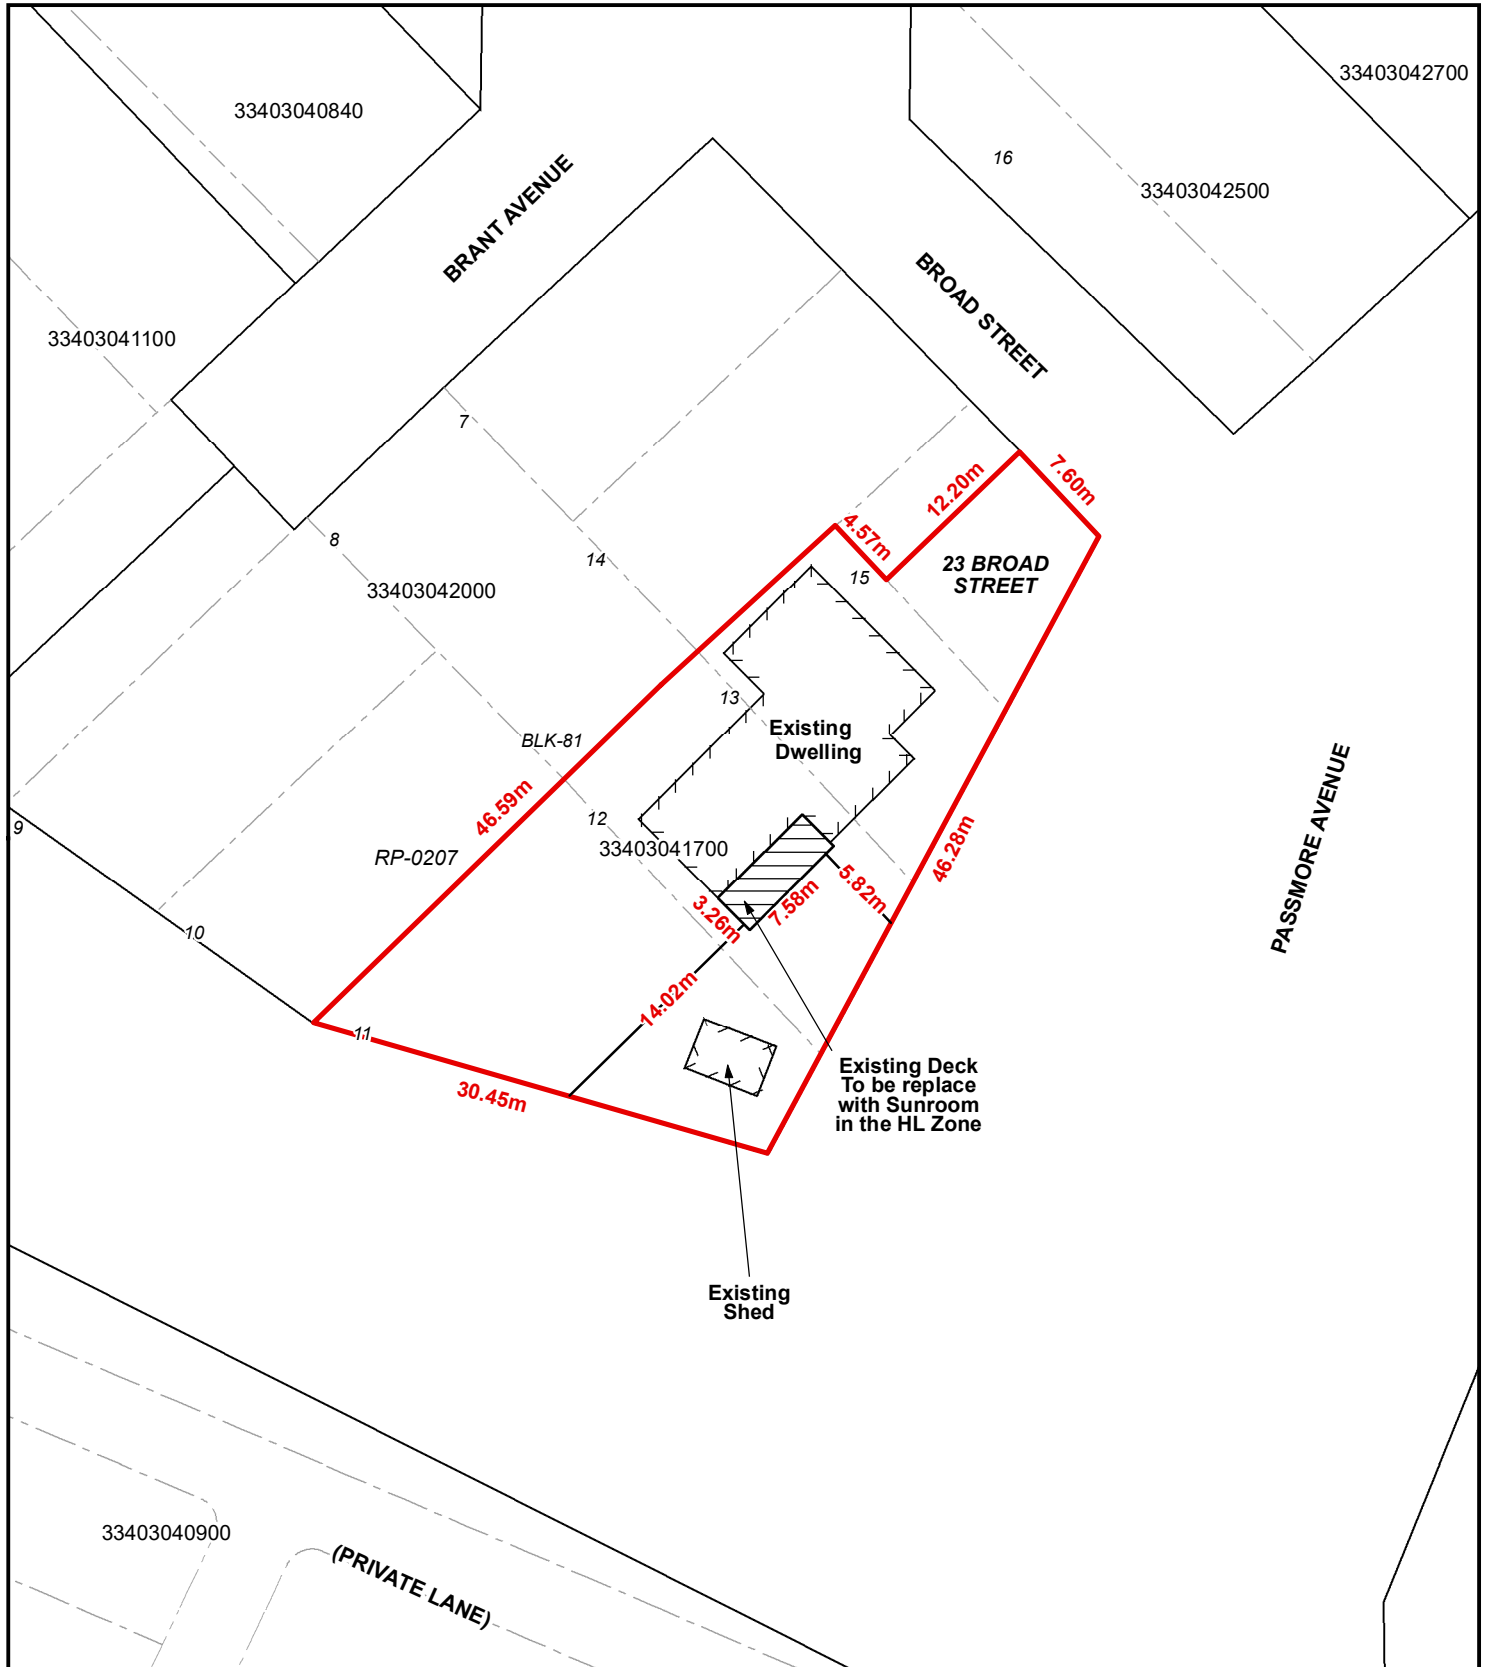 33403042700
33403040840
16
33403042500
BRANT AVENUE
BROAD STREET
33403041100
7
12.20m
7.60m
4.57m
8
14
15
23 BROAD
STREET
33403042000
13
Existing
Dwelling
BLK-81
46.59m
12
9
RP-0207
33403041700
46.28m
PASSMORE AVENUE
5.82m
7.58m
3.26m
10
14.02m
11
30.45m
Existing Deck
To be replace
with Sunroom
in the HL Zone
Existing
Shed
33403040900
(PRIVATE LANE)